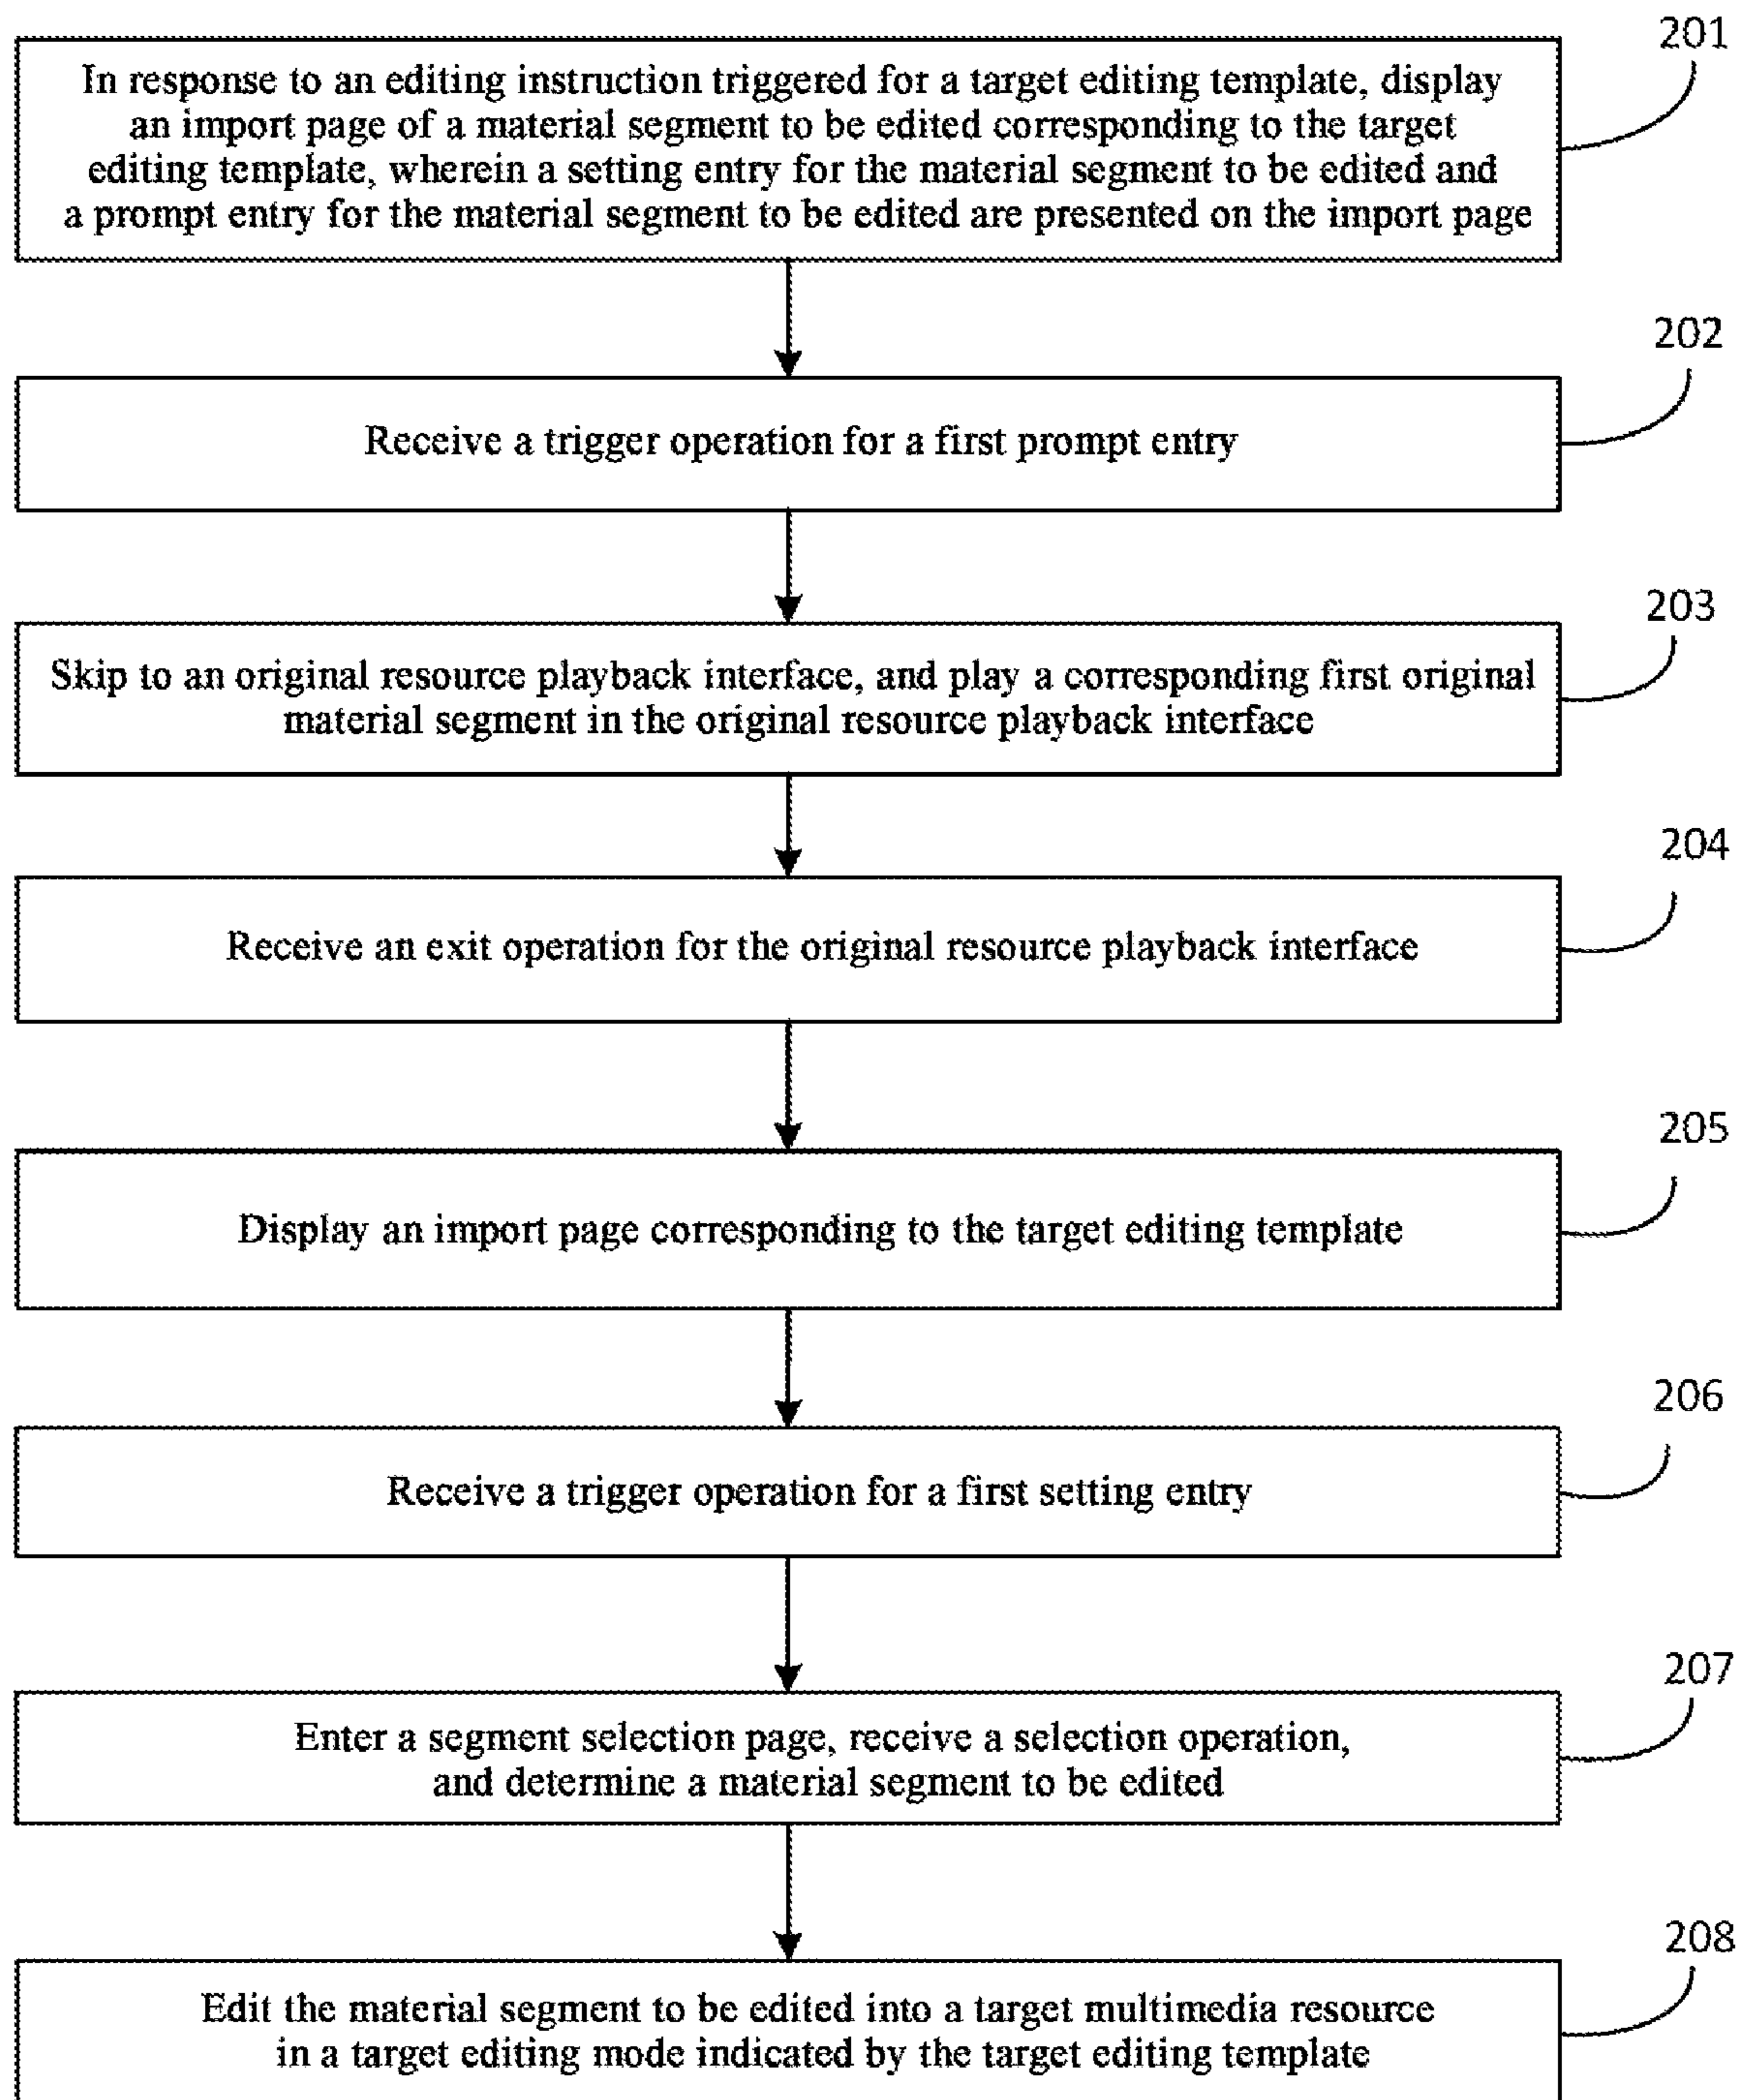 201
In response to an editing instruction triggered for a target editing template, display
an import page of a material segment to be edited corresponding to the target
editing template, wherein a setting entry for the material segment to be edited and
a prompt entry for the material segment to be edited are presented on the import page
202
Receive a trigger operation for a first prompt entry
203
Skip to an original resource playback interface, and play a corresponding first original
material segment in the original resource playback interface
204
Receive an exit operation for the original resource playback interface
205
Display an import page corresponding to the target editing template
206
Receive a trigger operation for a first setting entry
207
Enter a segment selection page, receive a selection operation,
and determine a material segment to be edited
208
Edit the material segment to be edited into a target multimedia resource
in a target editing mode indicated by the target editing template